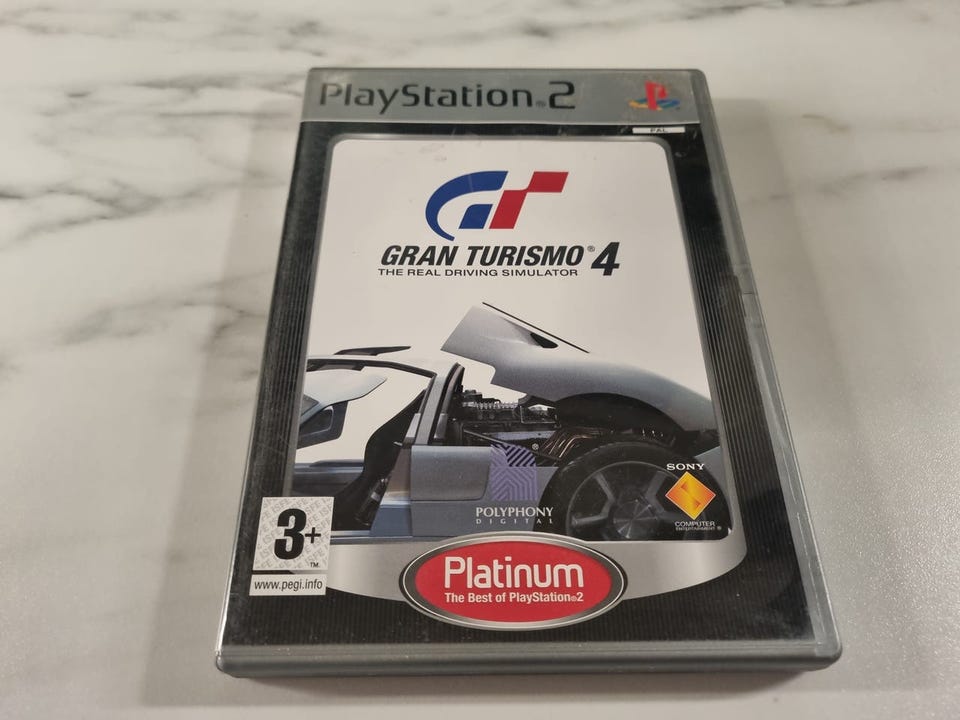 PlayStation®2
PAL
GRAN TURISMO® 4
THE REAL DRIVING SIMULATOR
®
POLYPHONY
DIGITAL
SONY
COMPUTER
ENTERTAINMENT®
3+
TM
www.pegi.info
Platinum
The Best of PlayStation®2